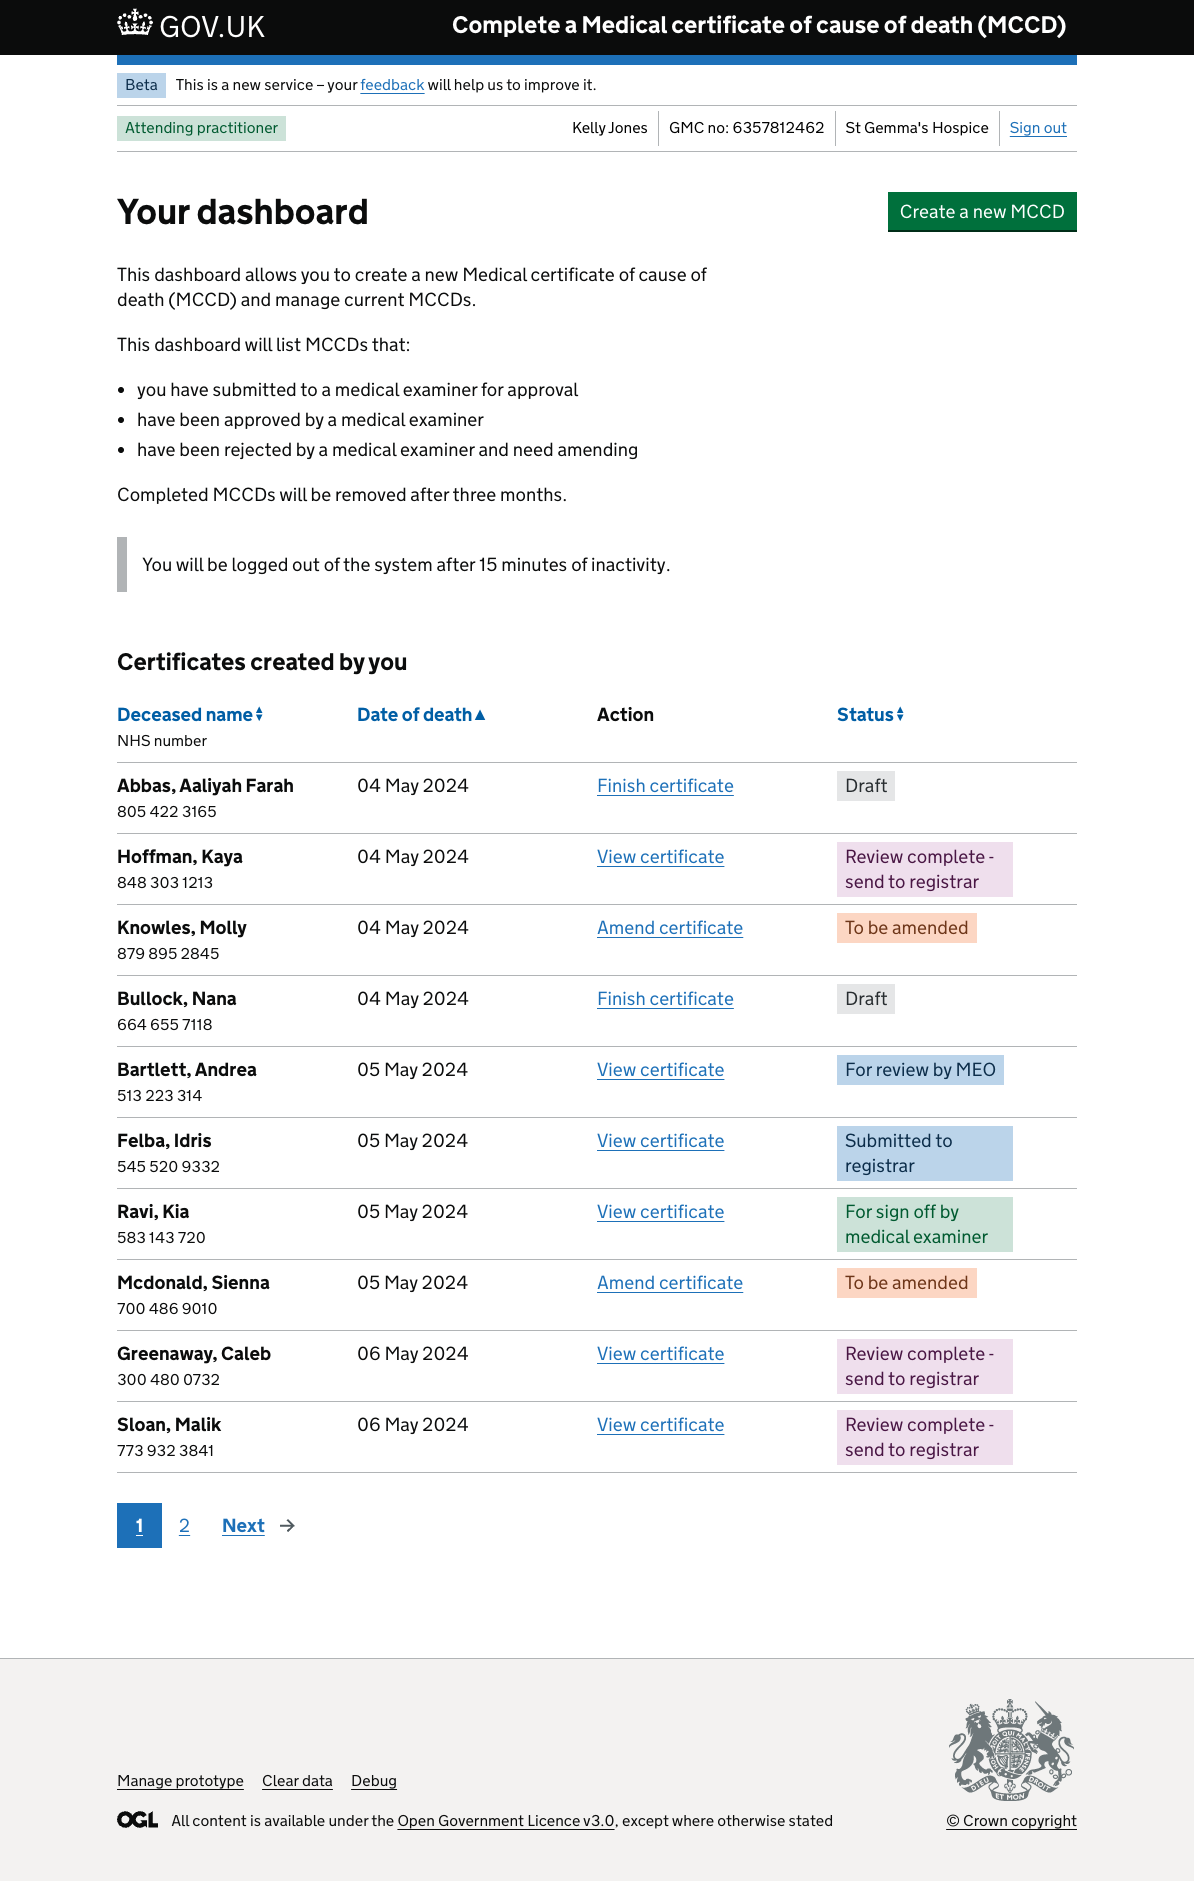 GOV.UK
Complete a Medical certificate of cause of death (MCCD)
Beta
This is a new service – your feedback will help us to improve it.
Attending practitioner
Kelly Jones
GMC no: 6357812462
St Gemma's Hospice
Sign out
Your dashboard
Create a new MCCD
This dashboard allows you to create a new Medical certificate of cause of
death (MCCD) and manage current MCCDs.
This dashboard will list MCCDs that:
• you have submitted to a medical examiner for approval
• have been approved by a medical examiner
• have been rejected by a medical examiner and need amending
Completed MCCDs will be removed after three months.
You will be logged out of the system after 15 minutes of inactivity.
Certificates created by you
Deceased name
NHS number
Date of death
Action
Status
Abbas, Aaliyah Farah
805 422 3165
04 May 2024
Finish certificate
Draft
Hoffman, Kaya
848 303 1213
04 May 2024
View certificate
Review complete -
send to registrar
Knowles, Molly
879 895 2845
04 May 2024
Amend certificate
To be amended
Bullock, Nana
664 655 7118
04 May 2024
Finish certificate
Draft
Bartlett, Andrea
513 223 314
05 May 2024
View certificate
For review by MEO
Felba, Idris
545 520 9332
05 May 2024
View certificate
Submitted to
registrar
Ravi, Kia
583 143 720
05 May 2024
View certificate
For sign off by
medical examiner
Mcdonald, Sienna
700 486 9010
05 May 2024
Amend certificate
To be amended
Greenaway, Caleb
300 480 0732
06 May 2024
View certificate
Review complete -
send to registrar
Sloan, Malik
773 932 3841
06 May 2024
View certificate
Review complete -
send to registrar
1
2
Next →
Manage prototype
Clear data
Debug
OGL
All content is available under the Open Government Licence v3.0, except where otherwise stated
DIEU
ET MON
DROIT
© Crown copyright